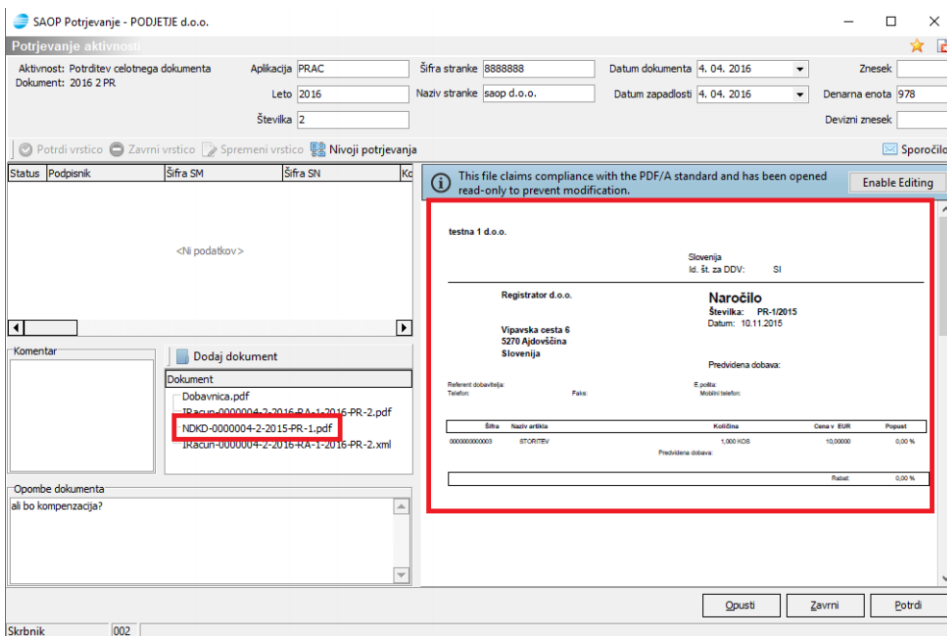 SAOP Potrjevanje - PODJETJE d.o.o.
Potrjevanje aktivnosti
Aktivnost: Potrditev celotnega dokumenta
Dokument: 2016 2 PR
Aplikacija PRAC
Leto 2016
Številka 2
Šifra stranke 8888888
Naziv stranke saop d.o.o.
Datum dokumenta 4. 04. 2016
Datum zapadlosti 4. 04. 2016
Znesek
Denarna enota 978
Devizni znesek
Potrdi vrstico Zavrni vrstico Spremeni vrstico Nivoji potrjevanja Sporočilo
Status Podpisnik Šifra SM Šifra SN
<Ni podatkov>
Komentar
Dodaj dokument
Dokument
Dobavnica.pdf
IRacun-0000004-2-2016-RA-1-2016-PR-2.pdf
NDKD-0000004-2-2015-PR-1.pdf
IRacun-0000004-2-2016-RA-1-2016-PR-2.xml
Opombe dokumenta
ali bo kompenzacija?
This file claims compliance with the PDF/A standard and has been opened
read-only to prevent modification.
Enable Editing
testna 1 d.o.o.
Slovenija
Id. št. za DDV: SI
Registrator d.o.o.
Vipavska cesta 6
5270 Ajdovščina
Slovenija
Naročilo
Številka: PR-1/2015
Datum: 10.11.2015
Predvidena dobava:
Referent dobavitelja:
Telefon: Faks:
E.pošta:
Mobilni telefon:
Šifra Naziv artikla Količina Cena v EUR Popust
0000000000003 STORITEV 1,000 KOS 10,00000 0,00 %
Predvidena dobava:
Rabat: 0,00 %
Opusti Zavrni Potrdi
Skrbnik 002